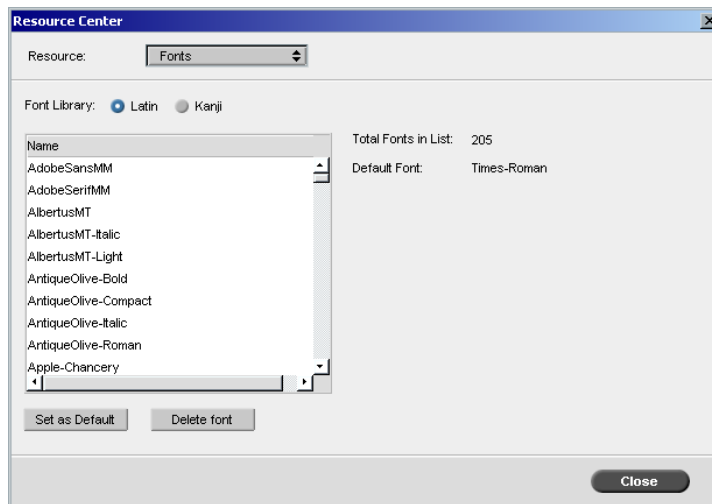 Resource Center
Resource: Fonts
Font Library: Latin Kanji
Name
AdobeSansMM
AdobeSerifMM
AlbertusMT
AlbertusMT-Italic
AlbertusMT-Light
AntiqueOlive-Bold
AntiqueOlive-Compact
AntiqueOlive-Italic
AntiqueOlive-Roman
Apple-Chancery
Total Fonts in List: 205
Default Font: Times-Roman
Set as Default Delete font
Close